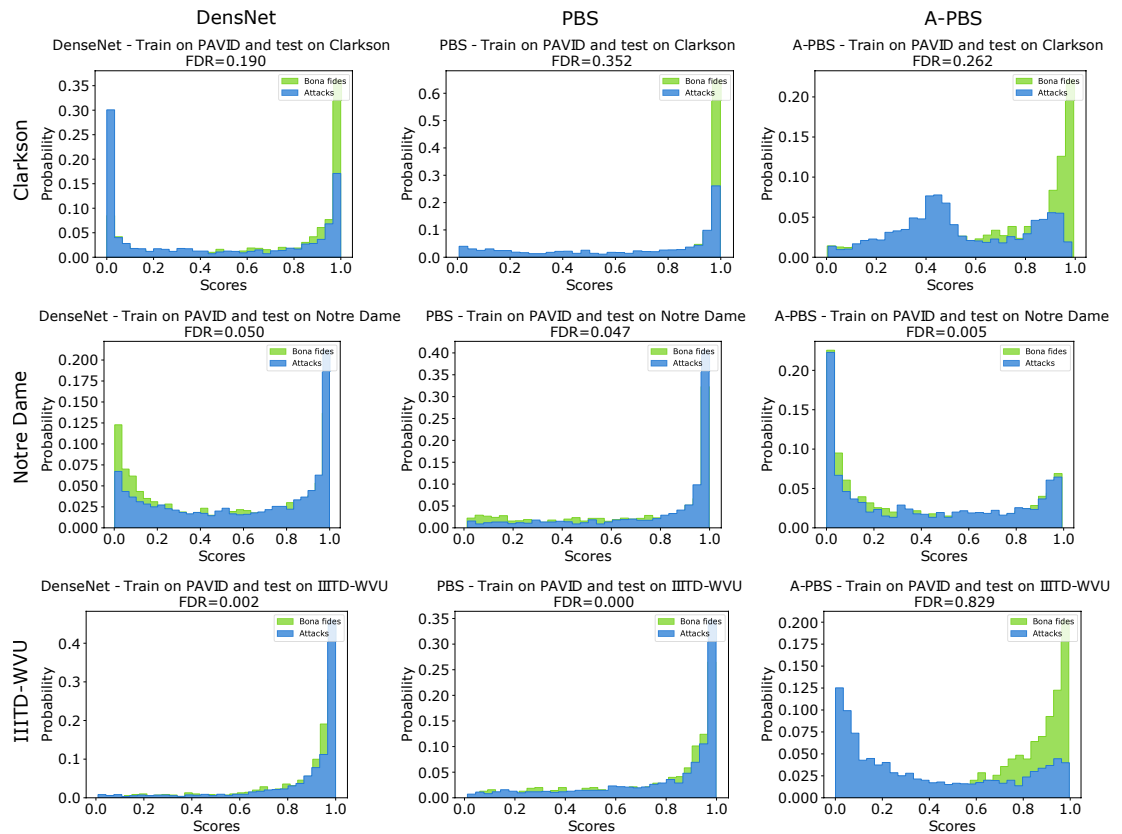 DensNet
PBS
A-PBS
Clarkson
DenseNet - Train on PAVID and test on Clarkson
FDR=0.190
Probability
0.35
0.30
0.25
0.20
0.15
0.10
0.05
0.00
Bona fides
Attacks
0.0 0.2 0.4 0.6 0.8 1.0
Scores
PBS - Train on PAVID and test on Clarkson
FDR=0.352
Probability
0.6
0.5
0.4
0.3
0.2
0.1
0.0
Bona fides
Attacks
0.0 0.2 0.4 0.6 0.8 1.0
Scores
A-PBS - Train on PAVID and test on Clarkson
FDR=0.262
Probability
0.20
0.15
0.10
0.05
0.00
Bona fides
Attacks
0.0 0.2 0.4 0.6 0.8 1.0
Scores
Notre Dame
DenseNet - Train on PAVID and test on Notre Dame
FDR=0.050
Probability
0.200
0.175
0.150
0.125
0.100
0.075
0.050
0.025
0.000
Bona fides
Attacks
0.0 0.2 0.4 0.6 0.8 1.0
Scores
PBS - Train on PAVID and test on Notre Dame
FDR=0.047
Probability
0.40
0.35
0.30
0.25
0.20
0.15
0.10
0.05
0.00
Bona fides
Attacks
0.0 0.2 0.4 0.6 0.8 1.0
Scores
A-PBS - Train on PAVID and test on Notre Dame
FDR=0.005
Probability
0.20
0.15
0.10
0.05
0.00
Bona fides
Attacks
0.0 0.2 0.4 0.6 0.8 1.0
Scores
IIITD-WVU
DenseNet - Train on PAVID and test on IIITD-WVU
FDR=0.002
Probability
0.4
0.3
0.2
0.1
0.0
Bona fides
Attacks
0.0 0.2 0.4 0.6 0.8 1.0
Scores
PBS - Train on PAVID and test on IIITD-WVU
FDR=0.000
Probability
0.35
0.30
0.25
0.20
0.15
0.10
0.05
0.00
Bona fides
Attacks
0.0 0.2 0.4 0.6 0.8 1.0
Scores
A-PBS - Train on PAVID and test on IIITD-WVU
FDR=0.829
Probability
0.200
0.175
0.150
0.125
0.100
0.075
0.050
0.025
0.000
Bona fides
Attacks
0.0 0.2 0.4 0.6 0.8 1.0
Scores